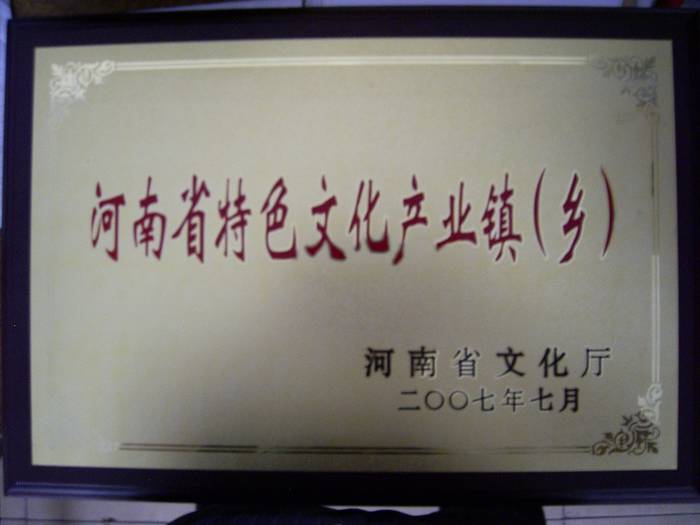 河南省特色文化产业镇(乡)
河南省文化厅
二〇〇七年七月